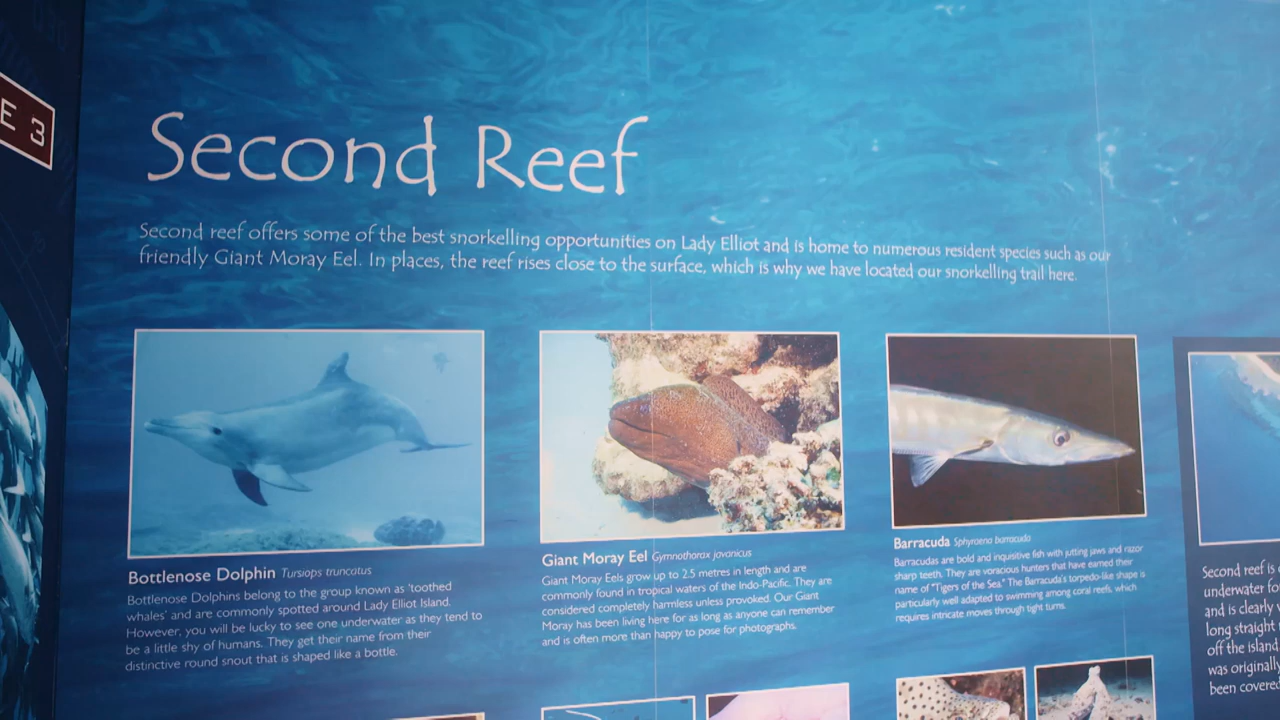 E 3
Second Reef
Second reef offers some of the best snorkelling opportunities on Lady Elliot and is home to numerous resident species such as our
friendly Giant Moray Eel. In places, the reef rises close to the surface, which is why we have located our snorkelling trail here.
Bottlenose Dolphin Tursiops truncatus
Bottlenose Dolphins belong to the group known as 'toothed
whales' and are commonly spotted around Lady Elliot Island.
However, you will be lucky to see one underwater as they tend to
be a little shy of humans. They get their name from their
distinctive round snout that is shaped like a bottle.
Giant Moray Eel Gymnothorax javanicus
Giant Moray Eels grow up to 2.5 metres in length and are
commonly found in tropical waters of the Indo-Pacific. They are
considered completely harmless unless provoked. Our Giant
Moray has been living here for as long as anyone can remember
and is often more than happy to pose for photographs.
Barracuda Sphyraena barracuda
Barracudas are bold and inquisitive fish with jutting jaws and razor
sharp teeth. They are voracious hunters that have earned their
name of "Tigers of the Sea." The Barracuda's torpedo-like shape is
particularly well adapted to swimming among coral reefs, which
requires intricate moves through tight turns.
Second reef is
underwater fo
and is clearly
long straight
off the island,
was originally
been covered